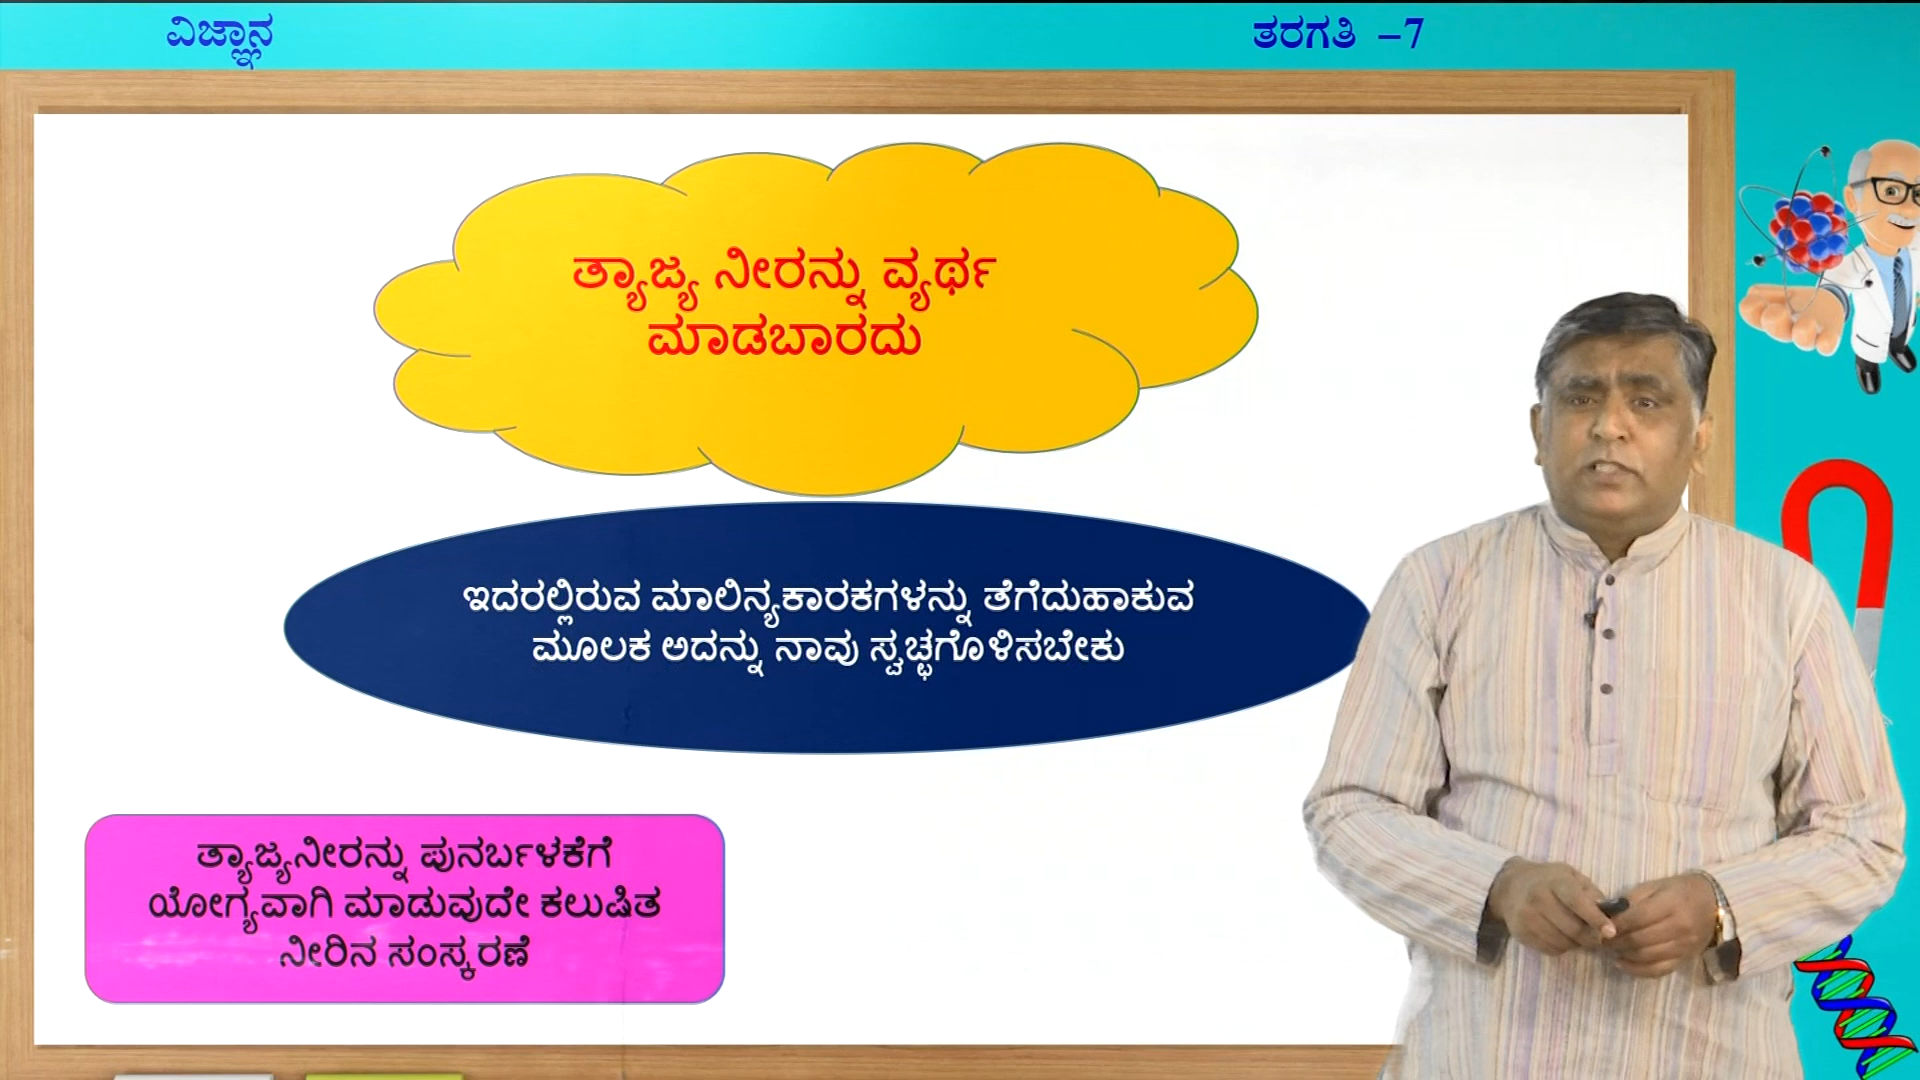 ವಿಜ್ಞಾನ
ತರಗತಿ –7
ತ್ಯಾಜ್ಯ ನೀರನ್ನು ವ್ಯರ್ಥ
ಮಾಡಬಾರದು
ಇದರಲ್ಲಿರುವ ಮಾಲಿನ್ಯಕಾರಕಗಳನ್ನು ತೆಗೆದುಹಾಕುವ
ಮೂಲಕ ಅದನ್ನು ನಾವು ಸ್ವಚ್ಛಗೊಳಿಸಬೇಕು
ತ್ಯಾಜ್ಯನೀರನ್ನು ಪುನರ್ಬಳಕೆಗೆ
ಯೋಗ್ಯವಾಗಿ ಮಾಡುವುದೇ ಕಲುಷಿತ
ನೀರಿನ ಸಂಸ್ಕರಣೆ